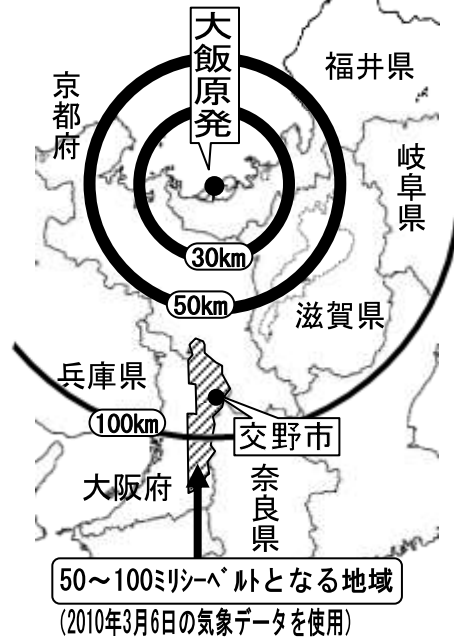 大飯原発
福井県
京都府
岐阜県
30km
50km
滋賀県
兵庫県
100km
交野市
大阪府
奈良県
50～100ﾐﾘｼｰﾍﾞﾙﾄとなる地域
(2010年3月6日の気象データを使用)